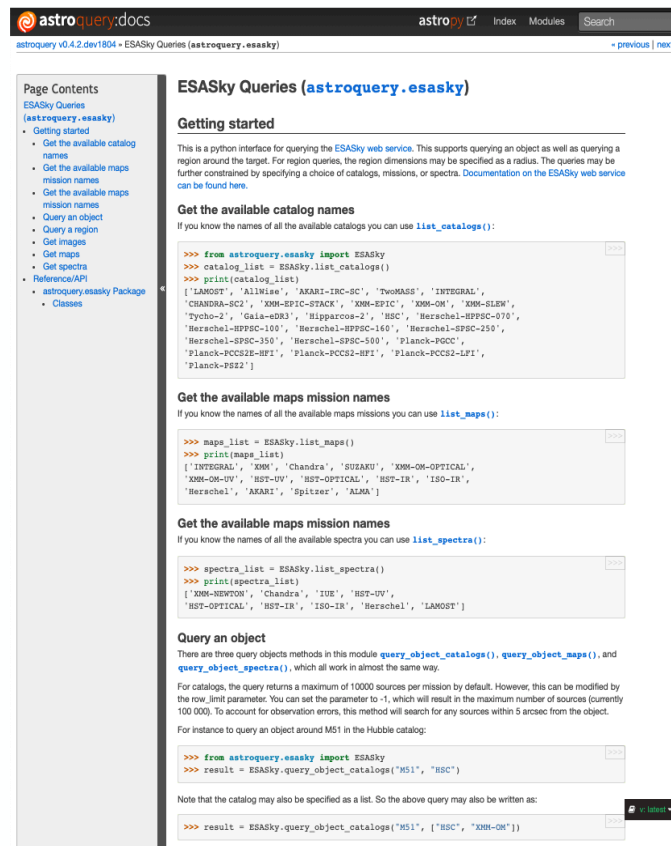 astroquery:docs
astropy Index Modules Search
astroquery v0.4.2.dev1804 » ESASky Queries (astroquery.esasky)
« previous | nex
Page Contents
ESASky Queries
(astroquery.esasky)
Getting started
Get the available catalog
names
Get the available maps
mission names
Get the available maps
mission names
Query an object
Query a region
Get images
Get maps
Get spectra
Reference/API
astroquery.esasky Package
Classes
«
ESASky Queries (astroquery.esasky)
Getting started
This is a python interface for querying the ESASky web service. This supports querying an object as well as querying a
region around the target. For region queries, the region dimensions may be specified as a radius. The queries may be
further constrained by specifying a choice of catalogs, missions, or spectra. Documentation on the ESASky web service
can be found here.
Get the available catalog names
If you know the names of all the available catalogs you can use list_catalogs():
>>>
>>> from astroquery.esasky import ESASky
>>> catalog_list = ESASky.list_catalogs()
>>> print(catalog_list)
['LAMOST', 'AllWise', 'AKARI-IRC-SC', 'TwoMASS', 'INTEGRAL',
'CHANDRA-SC2', 'XMM-EPIC-STACK', 'XMM-EPIC', 'XMM-OM', 'XMM-SLEW',
'Tycho-2', 'Gaia-eDR3', 'Hipparcos-2', 'HSC', 'Herschel-HPPSC-070',
'Herschel-HPPSC-100', 'Herschel-HPPSC-160', 'Herschel-SPSC-250',
'Herschel-SPSC-350', 'Herschel-SPSC-500', 'Planck-PGCC',
'Planck-PCCS2E-HFI', 'Planck-PCCS2-HFI', 'Planck-PCCS2-LFI',
'Planck-PSZ2']
Get the available maps mission names
If you know the names of all the available maps missions you can use list_maps():
>>>
>>> maps_list = ESASky.list_maps()
>>> print(maps_list)
['INTEGRAL', 'XMM', 'Chandra', 'SUZAKU', 'XMM-OM-OPTICAL',
'XMM-OM-UV', 'HST-UV', 'HST-OPTICAL', 'HST-IR', 'ISO-IR',
'Herschel', 'AKARI', 'Spitzer', 'ALMA']
Get the available maps mission names
If you know the names of all the available spectra you can use list_spectra():
>>>
>>> spectra_list = ESASky.list_spectra()
>>> print(spectra_list)
['XMM-NEWTON', 'Chandra', 'IUE', 'HST-UV',
'HST-OPTICAL', 'HST-IR', 'ISO-IR', 'Herschel', 'LAMOST']
Query an object
There are three query objects methods in this module query_object_catalogs(), query_object_maps(), and
query_object_spectra(), which all work in almost the same way.
For catalogs, the query returns a maximum of 10000 sources per mission by default. However, this can be modified by
the row_limit parameter. You can set the parameter to -1, which will result in the maximum number of sources (currently
100 000). To account for observation errors, this method will search for any sources within 5 arcsec from the object.
For instance to query an object around M51 in the Hubble catalog:
>>>
>>> from astroquery.esasky import ESASky
>>> result = ESASky.query_object_catalogs("M51", "HSC")
Note that the catalog may also be specified as a list. So the above query may also be written as:
v: latest
>>>
>>> result = ESASky.query_object_catalogs("M51", ["HSC", "XMM-OM"])